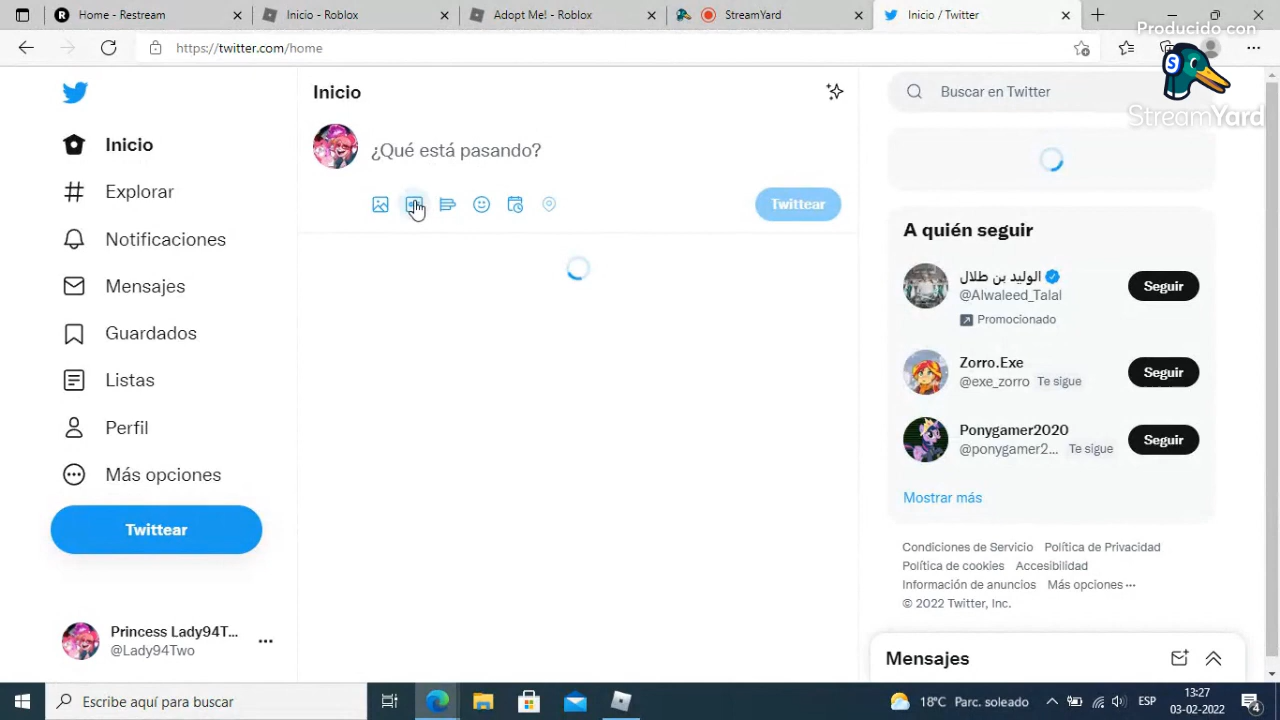 Home - Restream
Inicio - Roblox
Adopt Me! - Roblox
StreamYard
Inicio / Twitter
https://twitter.com/home
Producido con
StreamYard
Inicio
Explorar
Notificaciones
Mensajes
Guardados
Listas
Perfil
Más opciones
Twittear
Princess Lady94T...
@Lady94Two
Inicio
¿Qué está pasando?
Twittear
Buscar en Twitter
A quién seguir
الوليد بن طلال
@Alwaleed_Talal
Promocionado
Seguir
Zorro.Exe
@exe_zorro Te sigue
Seguir
Ponygamer2020
@ponygamer2... Te sigue
Seguir
Mostrar más
Condiciones de Servicio Política de Privacidad
Política de cookies Accesibilidad
Información de anuncios Más opciones ···
© 2022 Twitter, Inc.
Mensajes
Escribe aquí para buscar
18°C Parc. soleado
ESP
13:27
03-02-2022
4